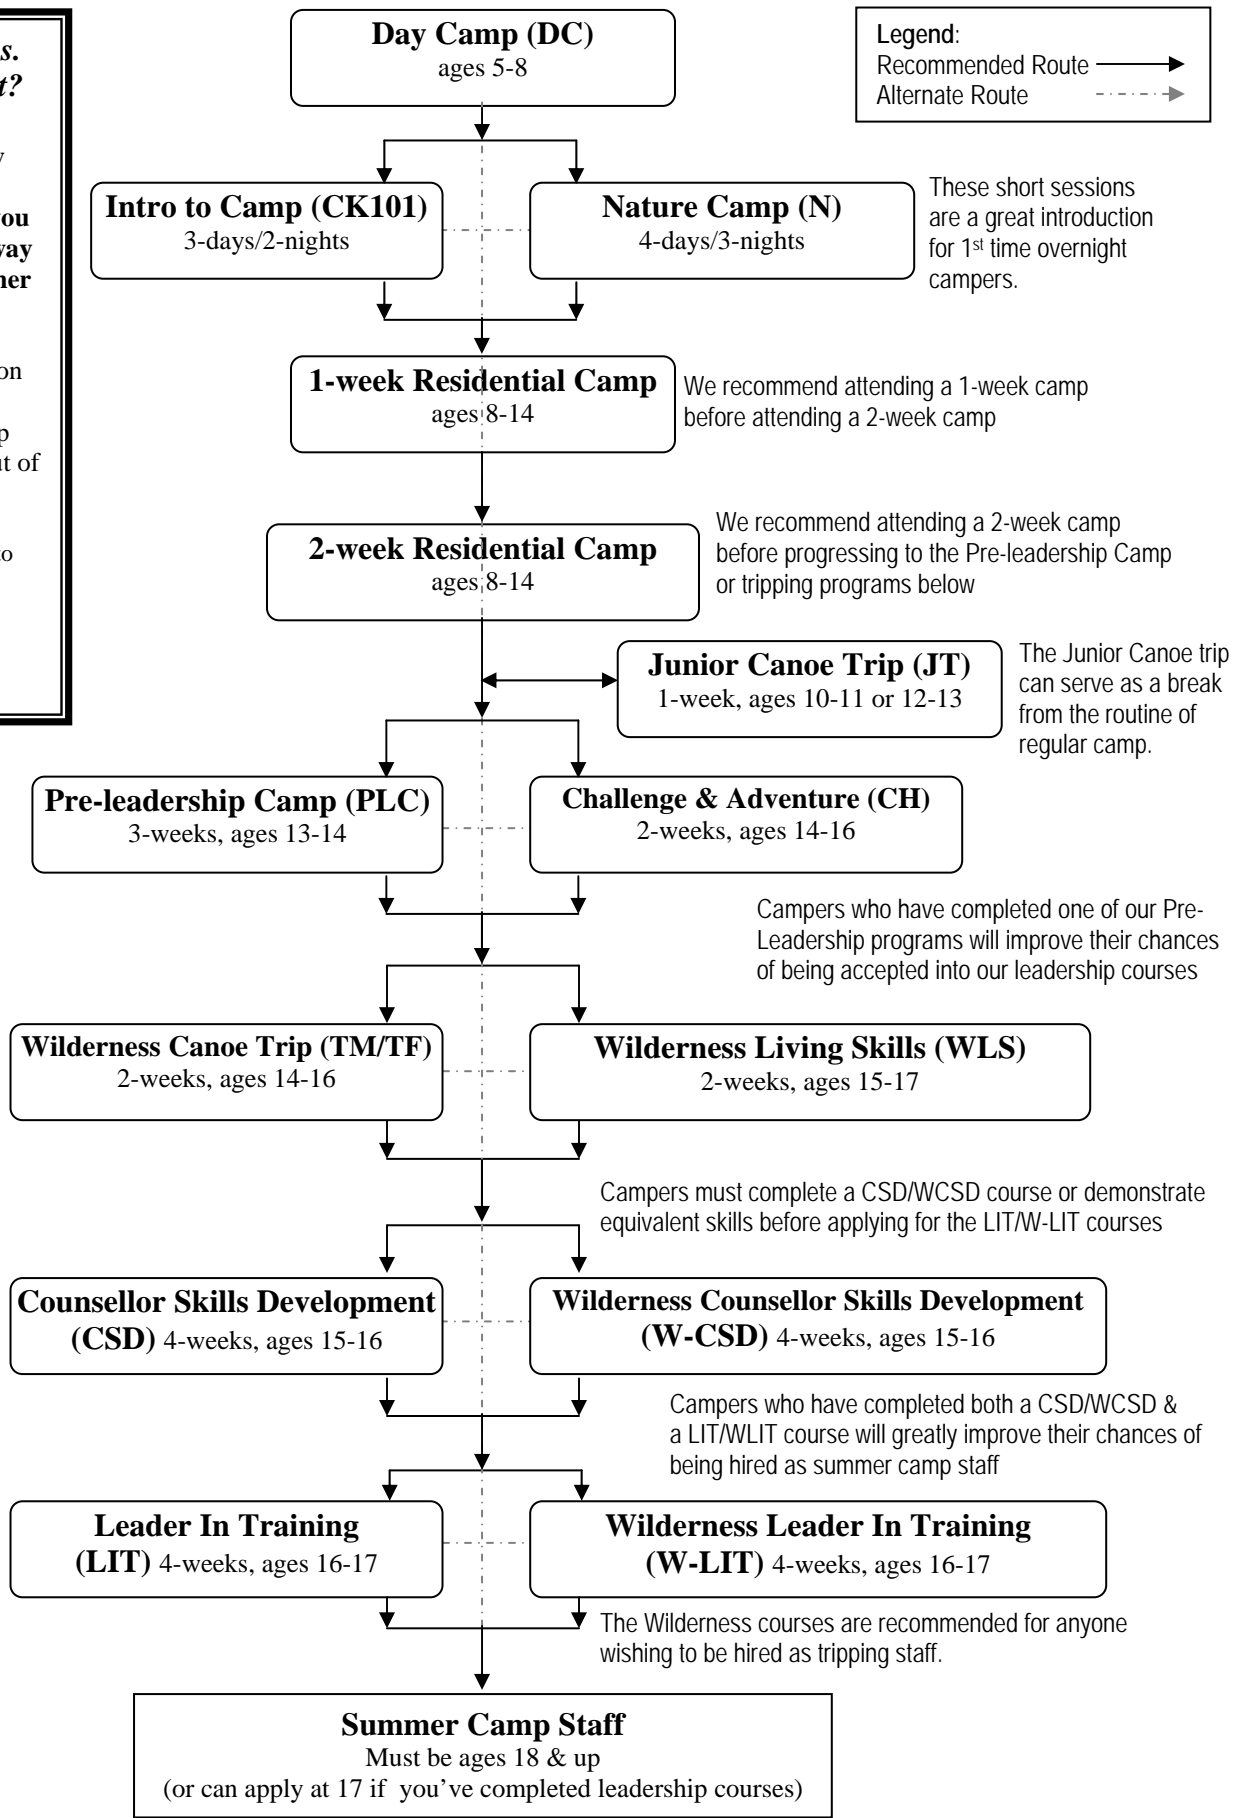 s.
t?
y
ou
vay
ner
on
p
t of
to
Day Camp (DC)
ages 5-8
Legend:
Recommended Route
Alternate Route
Intro to Camp (CK101)
3-days/2-nights
Nature Camp (N)
4-days/3-nights
These short sessions
are a great introduction
for 1st time overnight
campers.
1-week Residential Camp
ages 8-14
We recommend attending a 1-week camp
before attending a 2-week camp
2-week Residential Camp
ages 8-14
We recommend attending a 2-week camp
before progressing to the Pre-leadership Camp
or tripping programs below
Junior Canoe Trip (JT)
1-week, ages 10-11 or 12-13
The Junior Canoe trip
can serve as a break
from the routine of
regular camp.
Pre-leadership Camp (PLC)
3-weeks, ages 13-14
Challenge & Adventure (CH)
2-weeks, ages 14-16
Campers who have completed one of our Pre-
Leadership programs will improve their chances
of being accepted into our leadership courses
Wilderness Canoe Trip (TM/TF)
2-weeks, ages 14-16
Wilderness Living Skills (WLS)
2-weeks, ages 15-17
Campers must complete a CSD/WCSD course or demonstrate
equivalent skills before applying for the LIT/W-LIT courses
Counsellor Skills Development
(CSD) 4-weeks, ages 15-16
Wilderness Counsellor Skills Development
(W-CSD) 4-weeks, ages 15-16
Campers who have completed both a CSD/WCSD &
a LIT/WLIT course will greatly improve their chances of
being hired as summer camp staff
Leader In Training
(LIT) 4-weeks, ages 16-17
Wilderness Leader In Training
(W-LIT) 4-weeks, ages 16-17
The Wilderness courses are recommended for anyone
wishing to be hired as tripping staff.
Summer Camp Staff
Must be ages 18 & up
(or can apply at 17 if you've completed leadership courses)